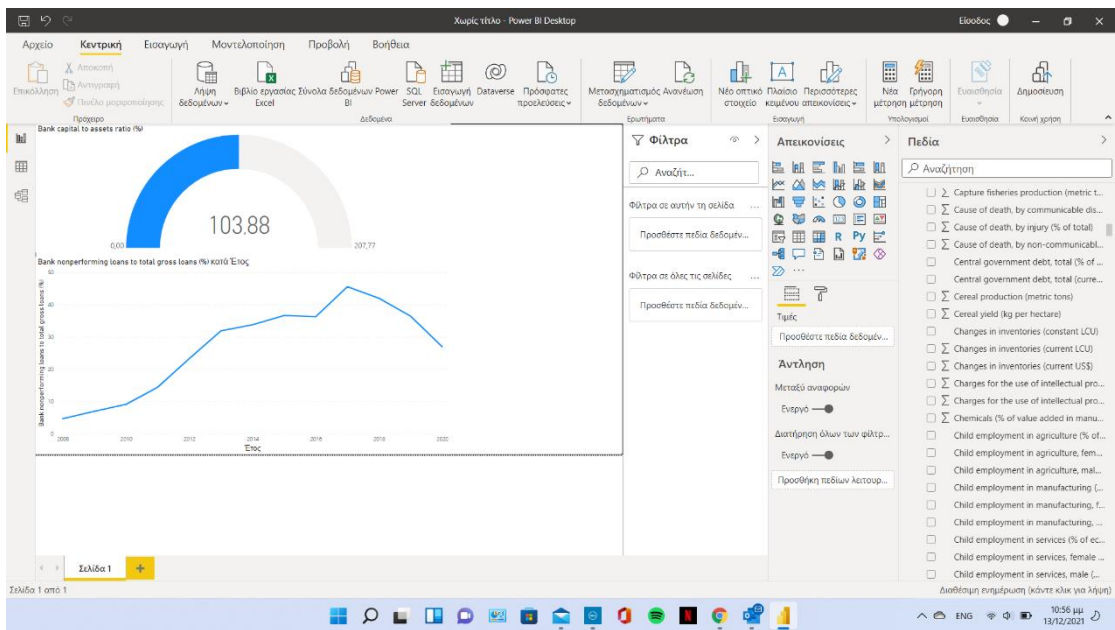 Χωρίς τίτλο - Power BI Desktop
Είσοδος
Αρχείο Κεντρική Εισαγωγή Μοντελοποίηση Προβολή Βοήθεια
Επικόλληση
Αποκοπή
Αντιγραφή
Πινέλο μορφοποίησης
Πρόχειρο
Λήψη δεδομένων
Βιβλίο εργασίας Excel
Σύνολα δεδομένων Power BI
SQL Server
Εισαγωγή δεδομένων
Dataverse
Πρόσφατες προελεύσεις
Δεδομένα
Μετασχηματισμός δεδομένων
Ανανέωση
Ερωτήματα
Νέο οπτικό στοιχείο
Πλαίσιο κειμένου
Περισσότερες απεικονίσεις
Εισαγωγή
Νέα μέτρηση
Γρήγορη μέτρηση
Υπολογισμοί
Ευαισθησία
Ευαισθησία
Δημοσίευση
Κοινή χρήση
Bank capital to assets ratio (%)
103,88
0,00
207,77
Bank nonperforming loans to total gross loans (%) κατά Έτος
Bank nonperforming loans to total gross loans (%)
50
40
30
20
10
0
2008 2010 2012 2014 2016 2018 2020
Έτος
Φίλτρα
Αναζήτ...
Φίλτρα σε αυτήν τη σελίδα ...
Προσθέστε πεδία δεδομέν...
Φίλτρα σε όλες τις σελίδες ...
Προσθέστε πεδία δεδομέν...
Απεικονίσεις
R Py
...
Τιμές
Προσθέστε πεδία δεδομέν...
Άντληση
Μεταξύ αναφορών
Ενεργό
Διατήρηση όλων των φίλτρ...
Ενεργό
Προσθήκη πεδίων λειτουρ...
Πεδία
Αναζήτηση
Capture fisheries production (metric t...
Cause of death, by communicable dis...
Cause of death, by injury (% of total)
Cause of death, by non-communicabl...
Central government debt, total (% of ...
Central government debt, total (curre...
Cereal production (metric tons)
Cereal yield (kg per hectare)
Changes in inventories (constant LCU)
Changes in inventories (current LCU)
Changes in inventories (current US$)
Charges for the use of intellectual pro...
Charges for the use of intellectual pro...
Chemicals (% of value added in manu...
Child employment in agriculture (% of...
Child employment in agriculture, fem...
Child employment in agriculture, mal...
Child employment in manufacturing (...
Child employment in manufacturing, f...
Child employment in manufacturing, ...
Child employment in services (% of ec...
Child employment in services, female ...
Child employment in services, male (...
Σελίδα 1
Σελίδα 1 από 1
Διαθέσιμη ενημέρωση (κάντε κλικ για λήψη)
ENG
10:56 μμ
13/12/2021